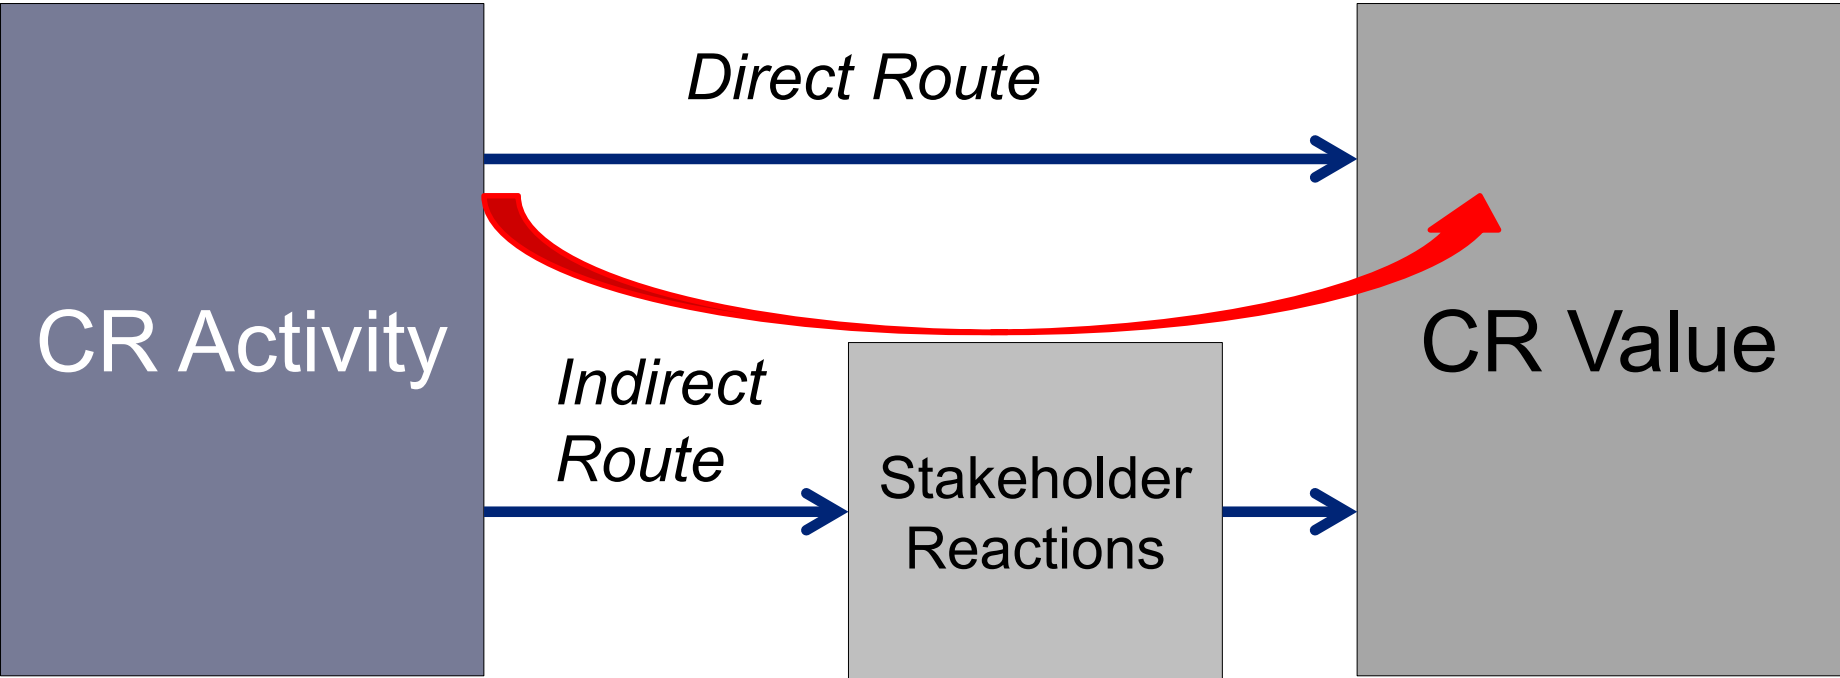 Direct Route
CR Activity
Indirect
Route
Stakeholder
Reactions
CR Value